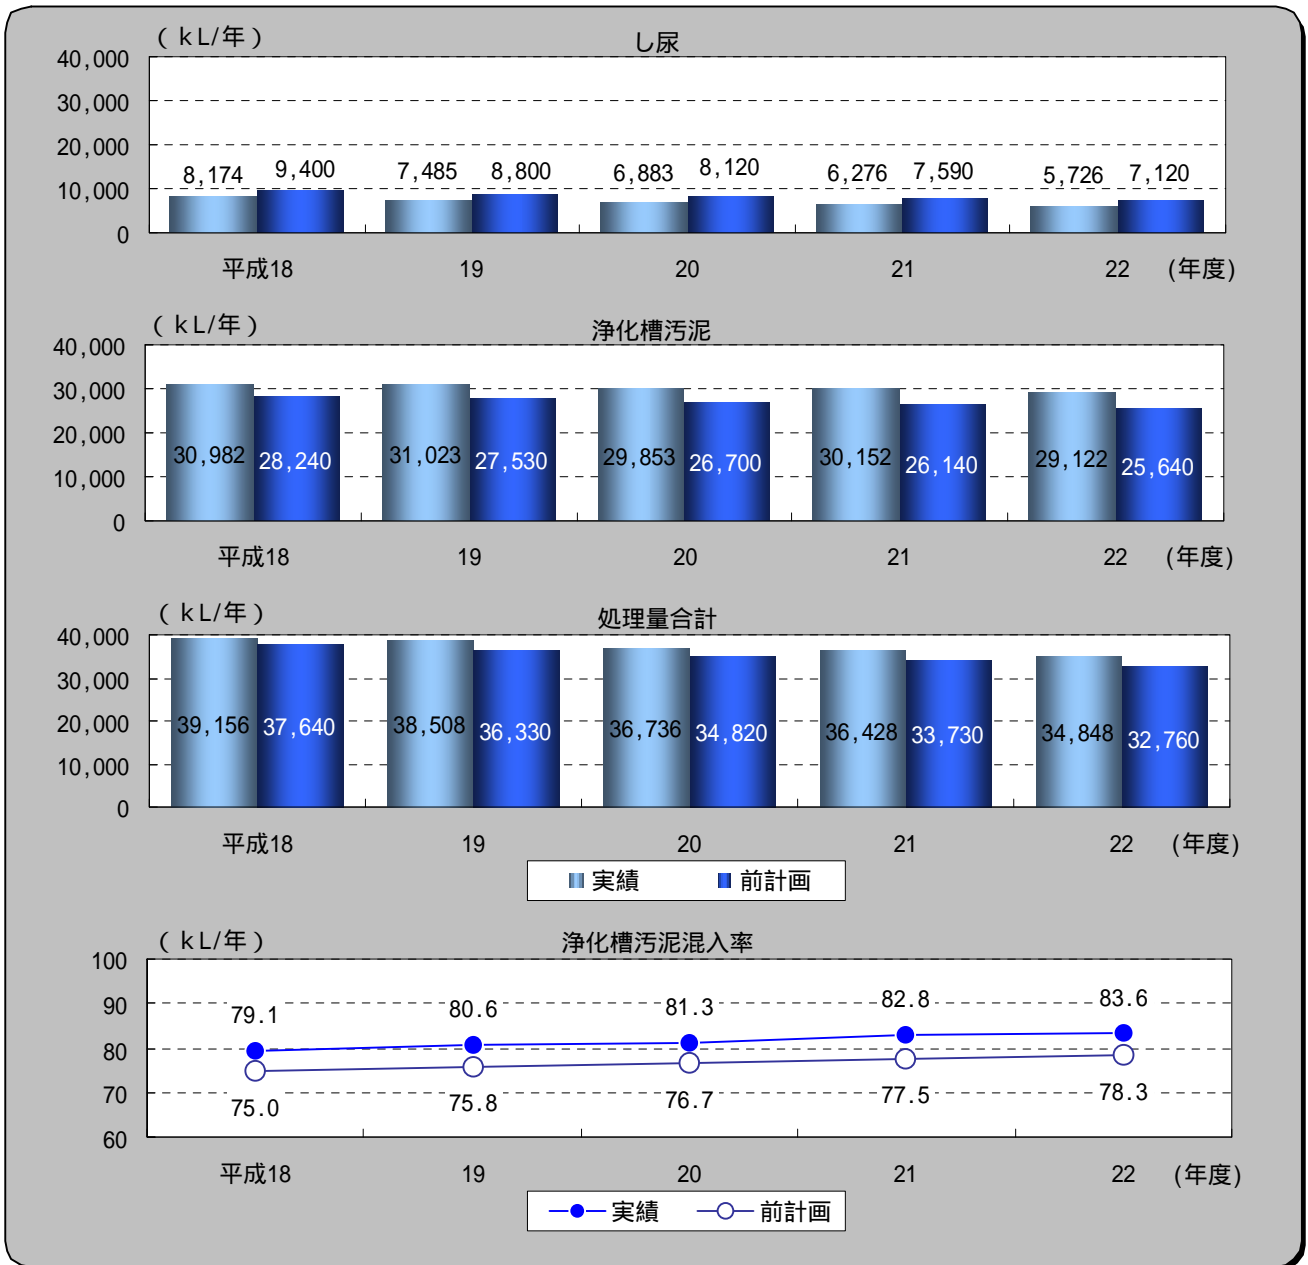 （ｋL/年）
し尿
40,000
30,000
20,000
10,000
0
8,174 9,400 7,485 8,800 6,883 8,120 6,276 7,590 5,726 7,120
平成18 19 20 21 22 (年度)
（ｋL/年）
浄化槽汚泥
40,000
30,000
20,000
10,000
0
30,982 28,240 31,023 27,530 29,853 26,700 30,152 26,140 29,122 25,640
平成18 19 20 21 22 (年度)
（ｋL/年）
処理量合計
40,000
30,000
20,000
10,000
0
39,156 37,640 38,508 36,330 36,736 34,820 36,428 33,730 34,848 32,760
平成18 19 20 21 22 (年度)
実績 前計画
（ｋL/年）
浄化槽汚泥混入率
100
90
80
70
60
79.1 80.6 81.3 82.8 83.6
75.0 75.8 76.7 77.5 78.3
平成18 19 20 21 22 (年度)
実績 前計画